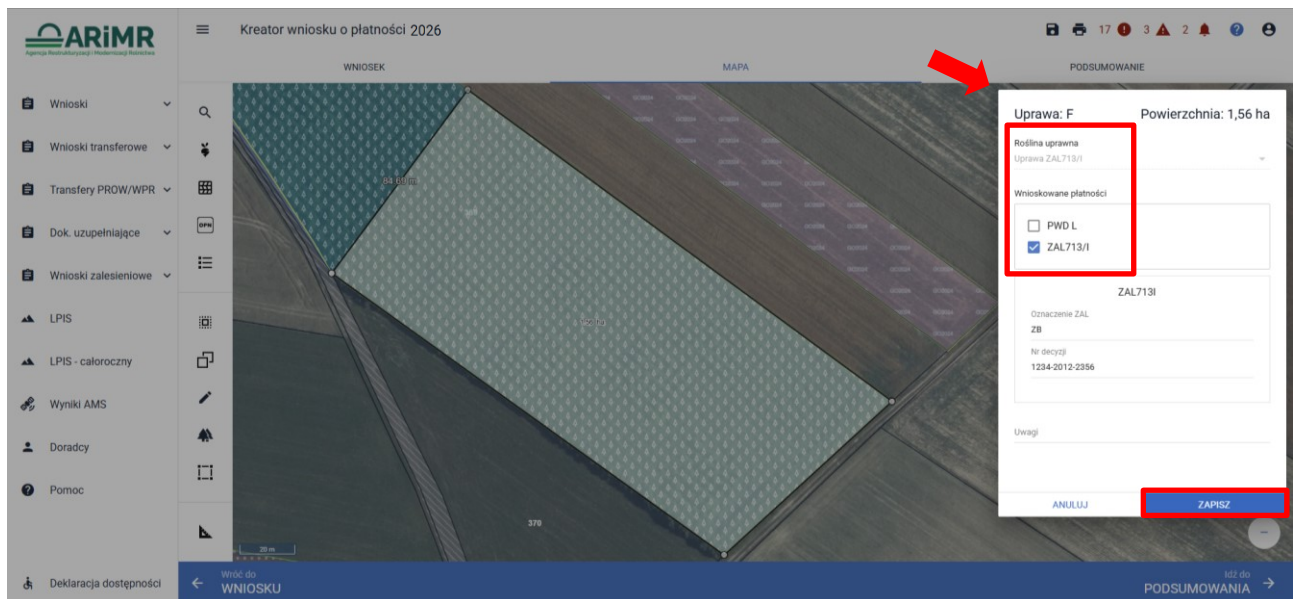 ARiMR
Agencja Restrukturyzacji i Modernizacji Rolnictwa
Kreator wniosku o płatności 2026
17 3 2
WNIOSEK MAPA PODSUMOWANIE
Wnioski
Wnioski transferowe
Transfery PROW/WPR
Dok. uzupełniające
Wnioski zalesieniowe
LPIS
LPIS - całoroczny
Wyniki AMS
Doradcy
Pomoc
Deklaracja dostępności
OPN
370
20 m
Uprawa: F Powierzchnia: 1,56 ha
Roślina uprawna
Uprawa ZAL713/I
Wnioskowane płatności
PWD L
ZAL713/I
ZAL713I
Oznaczenie ZAL
ZB
Nr decyzji
1234-2012-2356
Uwagi
ANULUJ ZAPISZ
Wróć do
WNIOSKU
Idź do
PODSUMOWANIA